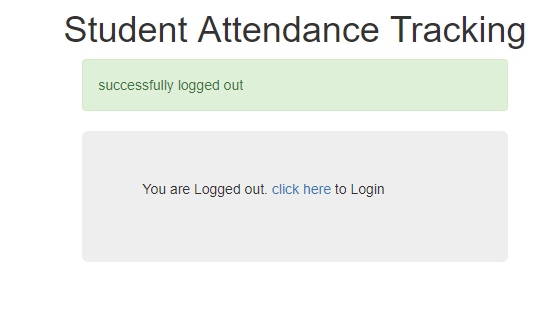 Student Attendance Tracking
successfully logged out
You are Logged out. click here to Login